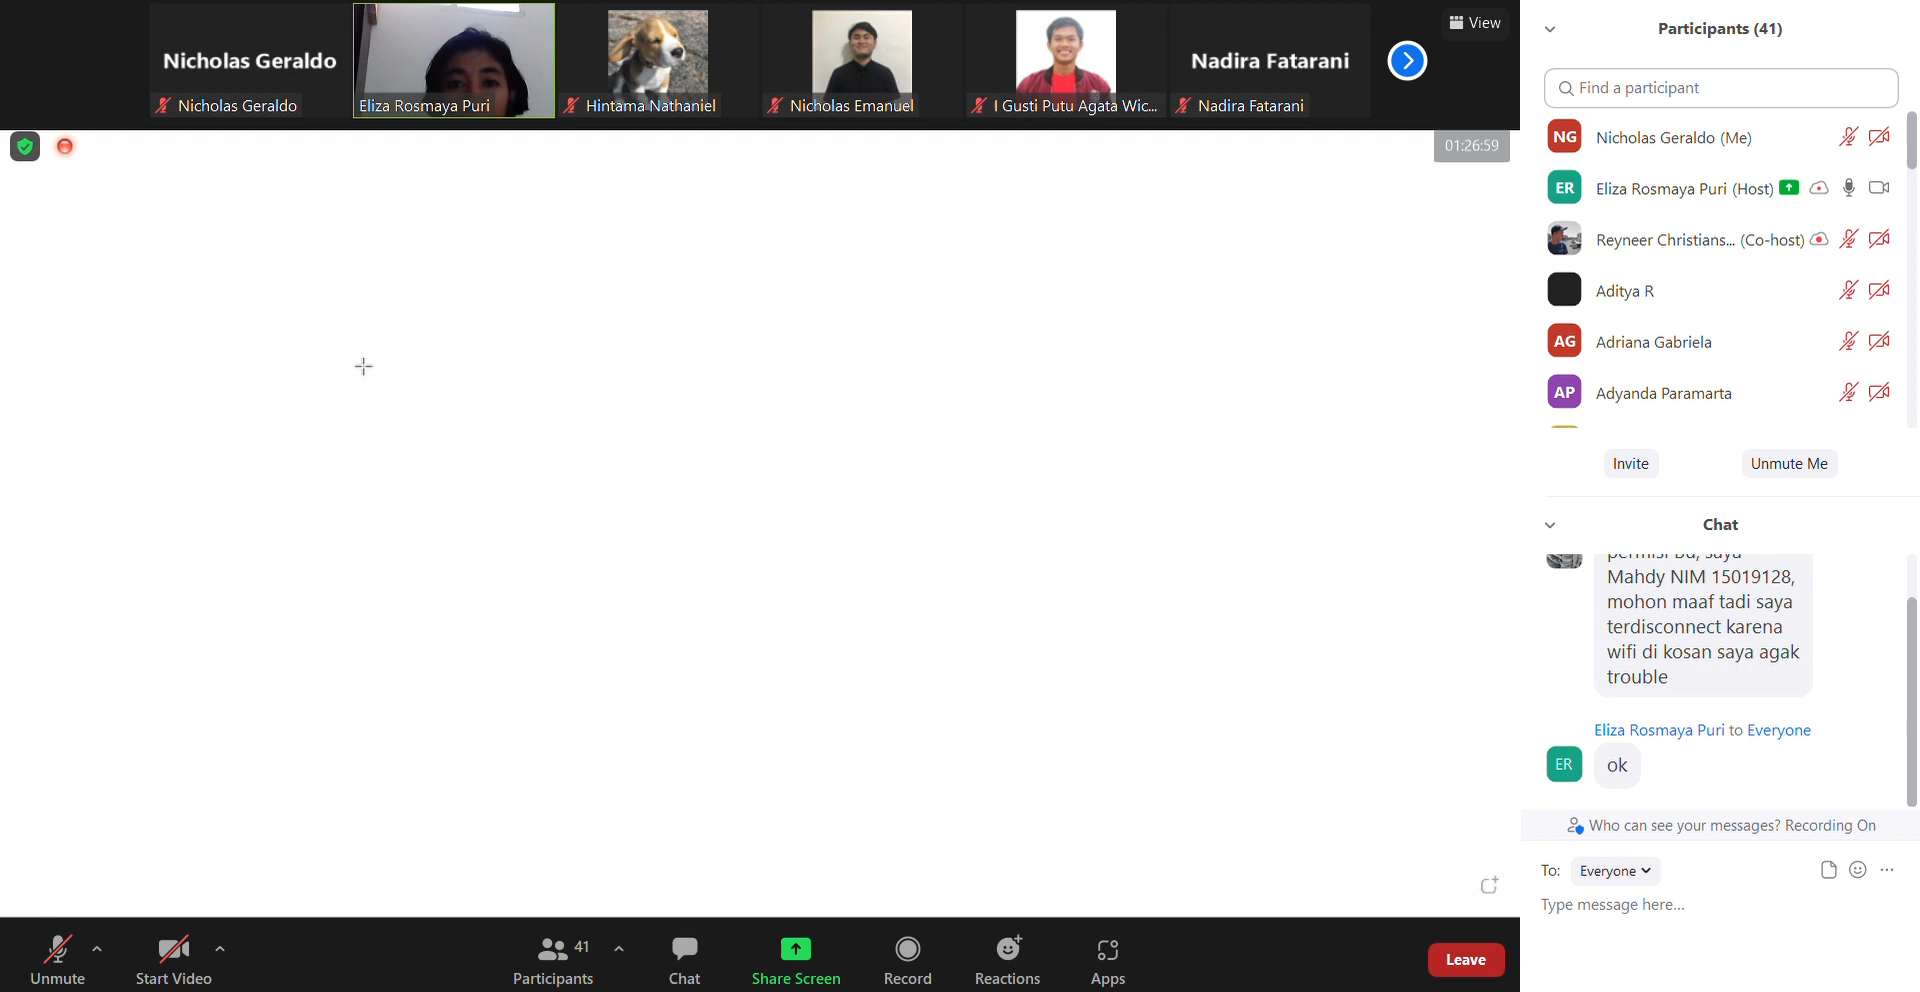 Nicholas Geraldo
Nadira Fatarani
View
Nicholas Geraldo
Eliza Rosmaya Puri
Hintama Nathaniel
Nicholas Emanuel
I Gusti Putu Agata Wic...
Nadira Fatarani
01:26:59
Participants (41)
Find a participant
NG Nicholas Geraldo (Me)
ER Eliza Rosmaya Puri (Host)
Reyneer Christians... (Co-host)
Aditya R
AG Adriana Gabriela
AP Adyanda Paramarta
Invite
Unmute Me
Chat
permisi Bu, saya
Mahdy NIM 15019128,
mohon maaf tadi saya
terdisconnect karena
wifi di kosan saya agak
trouble
Eliza Rosmaya Puri to Everyone
ER ok
Who can see your messages? Recording On
To: Everyone
Type message here...
Unmute
Start Video
41
Participants
Chat
Share Screen
Record
Reactions
Apps
Leave